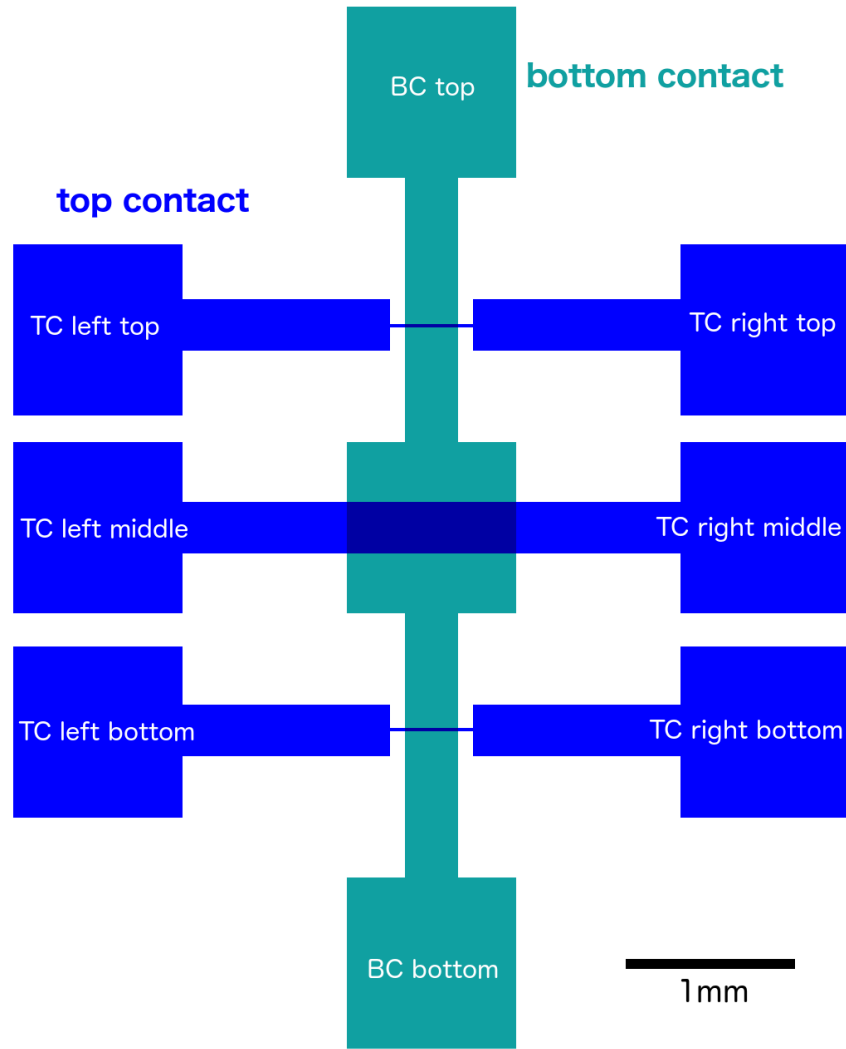 BC top
bottom contact
top contact
TC left top
TC right top
TC left middle
TC right middle
TC left bottom
TC right bottom
BC bottom
1mm